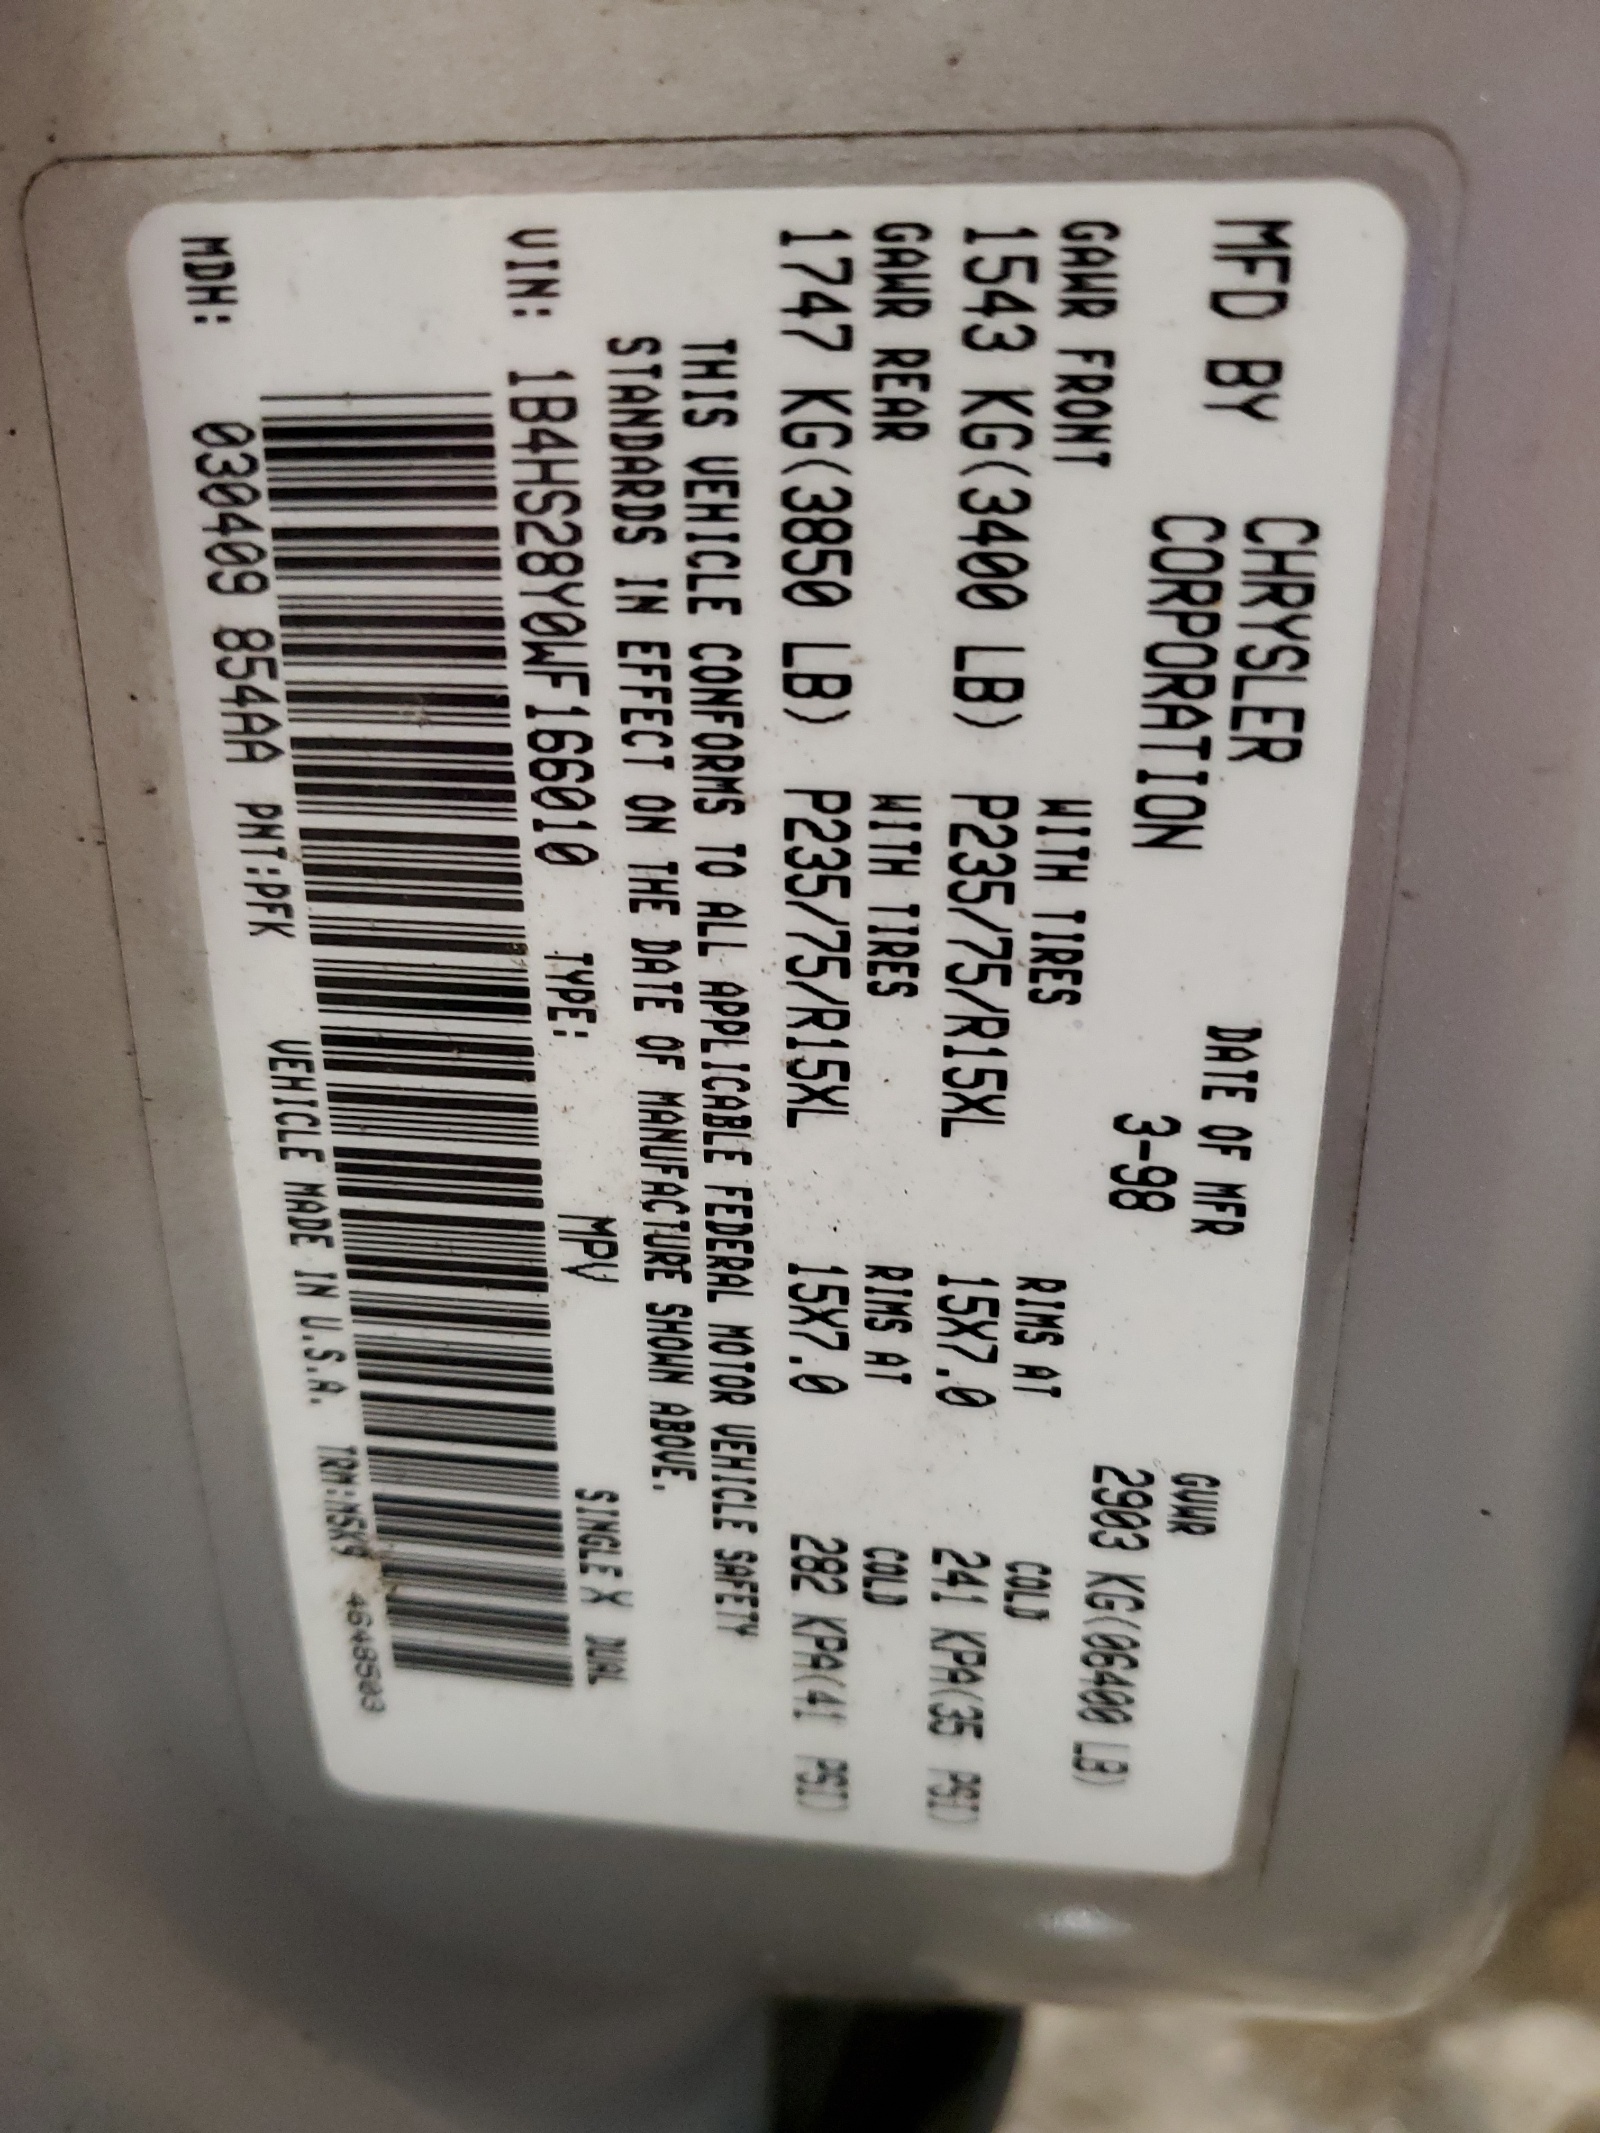 MFD BY CHRYSLER CORPORATION DATE OF MFR 3-98 GVWR 2903 KG(06400 LB)
GAWR FRONT WITH TIRES RIMS AT COLD
1543 KG(3400 LB) P235/75/R15XL 15X7.0 241 KPA(35 PSI)
GAWR REAR WITH TIRES RIMS AT COLD
1747 KG(3850 LB) P235/75/R15XL 15X7.0 282 KPA(41 PSI)
THIS VEHICLE CONFORMS TO ALL APPLICABLE FEDERAL MOTOR VEHICLE SAFETY
STANDARDS IN EFFECT ON THE DATE OF MANUFACTURE SHOWN ABOVE.
VIN: 1B4HS28Y0WF166010 TYPE: MPV SINGLE X DUAL
MDH: 030409 854AA PNT:PFK VEHICLE MADE IN U.S.A. TRM:M5K9 4648503